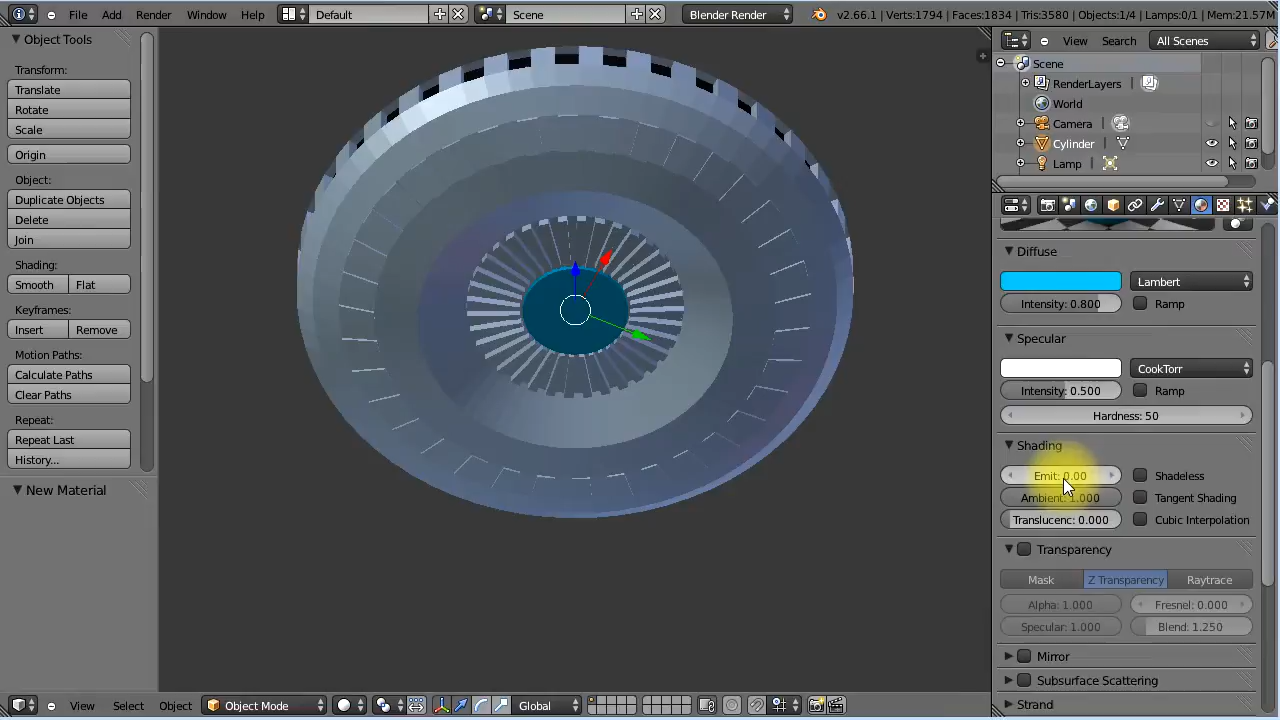 File Add Render Window Help Default Scene Blender Render v2.66.1 | Verts:1794 | Faces:1834 | Tris:3580 | Objects:1/4 | Lamps:0/1 | Mem:21.57M
Object Tools
Transform:
Translate
Rotate
Scale
Origin
Object:
Duplicate Objects
Delete
Join
Shading:
Smooth Flat
Keyframes:
Insert Remove
Motion Paths:
Calculate Paths
Clear Paths
Repeat:
Repeat Last
History...
New Material
View Select Object Object Mode Global
View Search All Scenes
Scene
RenderLayers
World
Camera
Cylinder
Lamp
Diffuse
Lambert
Intensity: 0.800 Ramp
Specular
CookTorr
Intensity: 0.500 Ramp
Hardness: 50
Shading
Emit: 0.00 Shadeless
Ambient: 1.000 Tangent Shading
Translucenc: 0.000 Cubic Interpolation
Transparency
Mask Z Transparency Raytrace
Alpha: 1.000 Fresnel: 0.000
Specular: 1.000 Blend: 1.250
Mirror
Subsurface Scattering
Strand